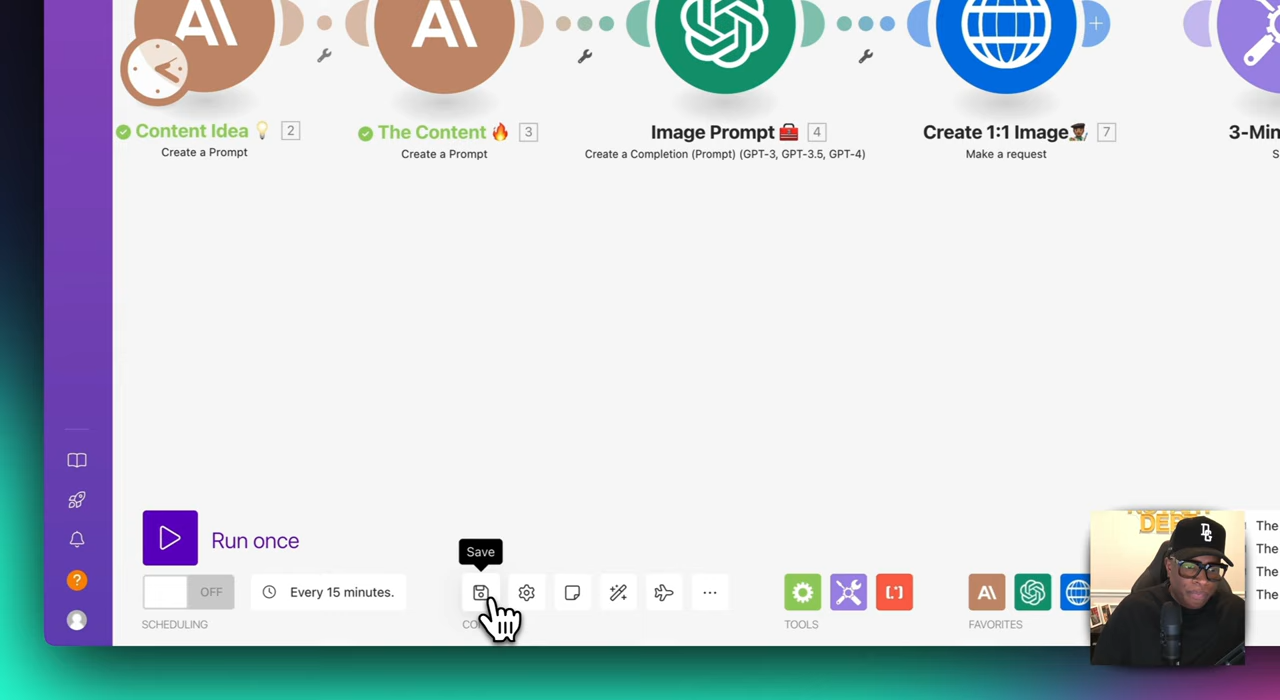 Content Idea 💡 2
Create a Prompt
The Content 🔥 3
Create a Prompt
Image Prompt 🧰 4
Create a Completion (Prompt) (GPT-3, GPT-3.5, GPT-4)
Create 1:1 Image 7
Make a request
3-Min
S
Run once
Save
OFF
Every 15 minutes.
SCHEDULING
TOOLS
FAVORITES
The
The
The
The